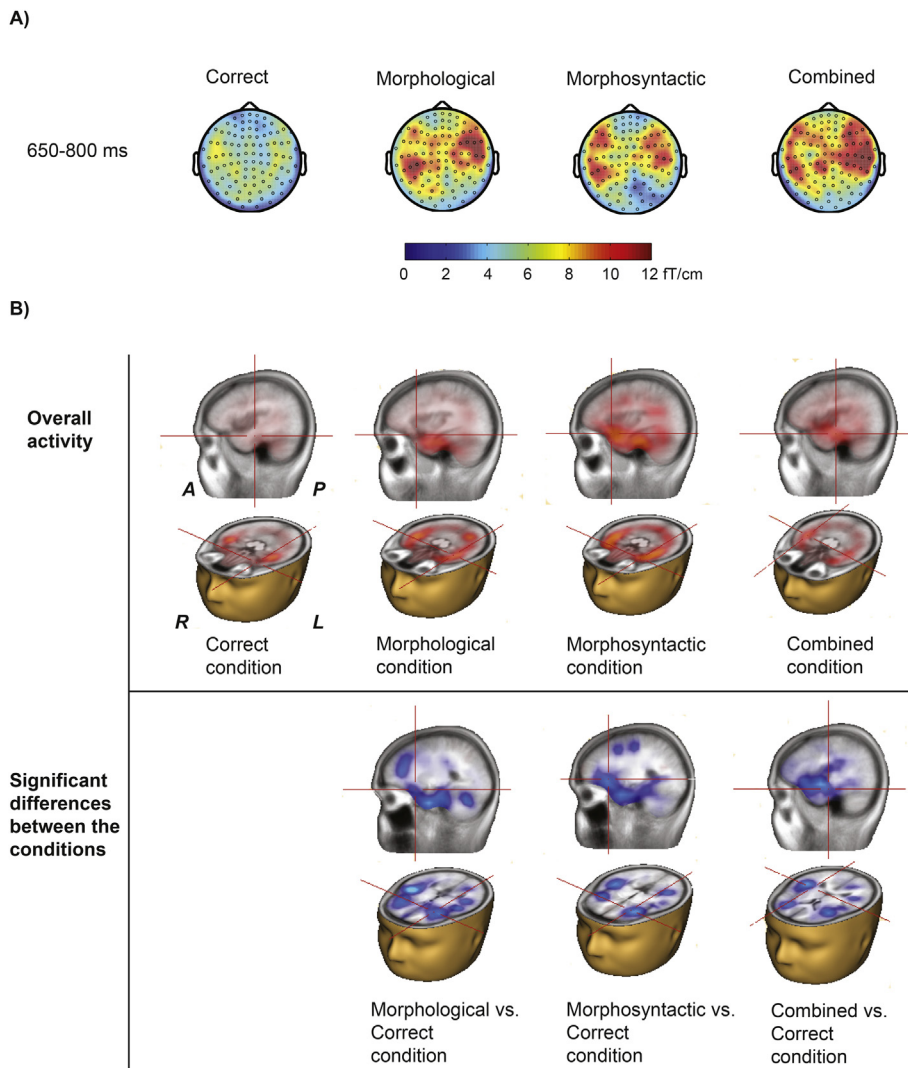 A)
Correct Morphological Morphosyntactic Combined
650-800 ms
0 2 4 6 8 10 12 fT/cm
B)
Overall
activity
A P
R L
Correct
condition
Morphological
condition
Morphosyntactic
condition
Combined
condition
Significant
differences
between the
conditions
Morphological vs.
Correct
condition
Morphosyntactic vs.
Correct
condition
Combined vs.
Correct
condition